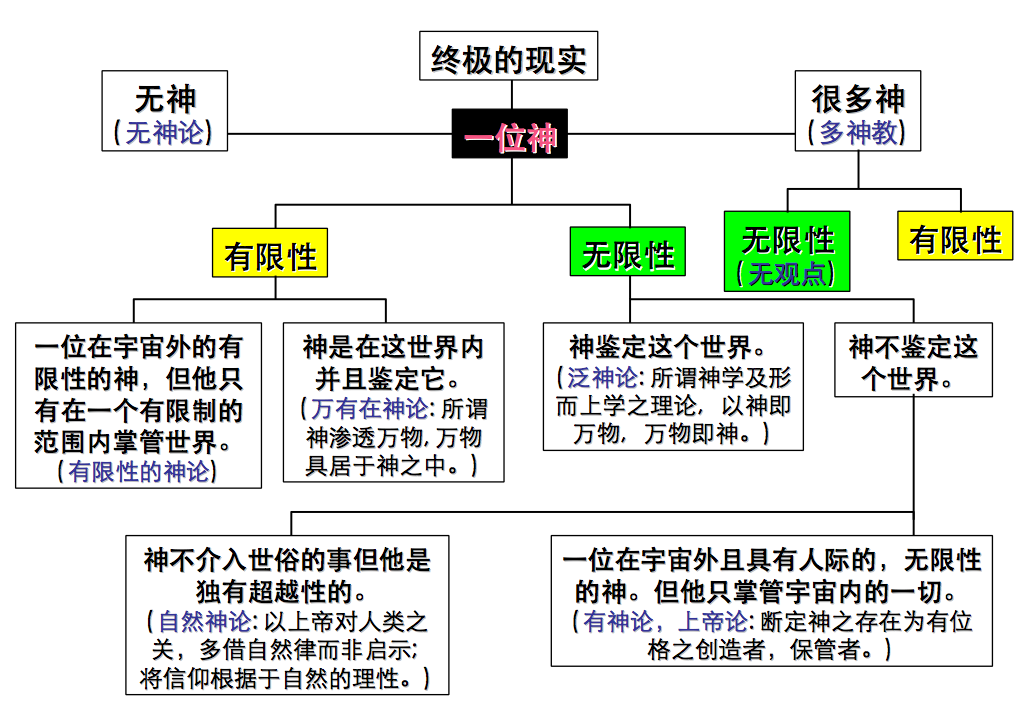 终极的现实
无神
(无神论)
一位神
很多神
(多神教)
有限性
无限性
无限性
(无观点)
有限性
一位在宇宙外的有
限性的神，但他只
有在一个有限制的
范围内掌管世界。
(有限性的神论)
神是在这世界内
并且鉴定它。
(万有在神论: 所谓
神渗透万物, 万物
具居于神之中。)
神鉴定这个世界。
(泛神论: 所谓神学及形
而上学之理论，以神即
万物，万物即神。)
神不鉴定这
个世界。
神不介入世俗的事但他是
独有超越性的。
(自然神论: 以上帝对人类之
关，多借自然律而非启示;
将信仰根据于自然的理性。)
一位在宇宙外且具有人际的，无限性
的神。但他只掌管宇宙内的一切。
(有神论，上帝论: 断定神之存在为有位
格之创造者，保管者。)